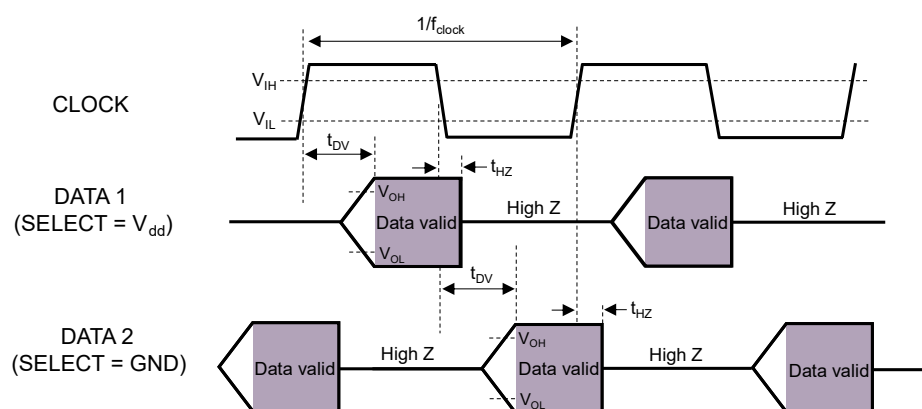 1/fclock
CLOCK
VIH
VIL
tDV
tHZ
DATA 1
(SELECT = Vdd)
VOH
Data valid
VOL
High Z
Data valid
High Z
tDV
tHZ
DATA 2
(SELECT = GND)
Data valid
High Z
VOH
Data valid
VOL
High Z
Data valid